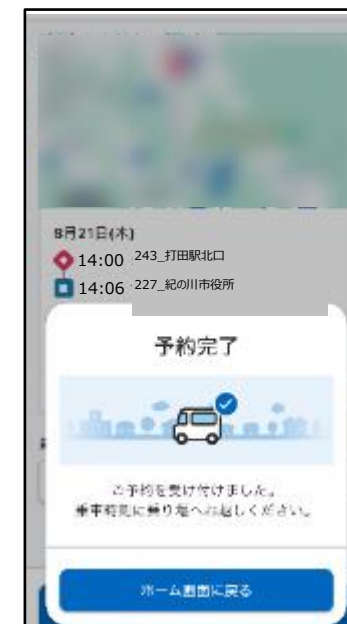 8月21日(木)
14:00 243_打田駅北口
14:06 227_紀の川市役所
予約完了
ご予約を受け付けました。
乗車時刻に乗り場へお越しください。
ホーム画面に戻る